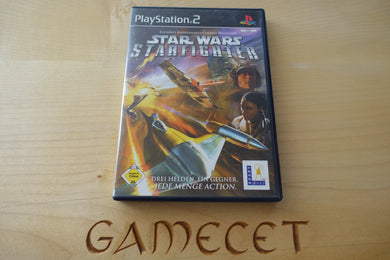 PlayStation 2
STAR WARS
STARFIGHTER
DREI HELDEN. EIN GEGNER.
JEDE MENGE ACTION.
GAMECET